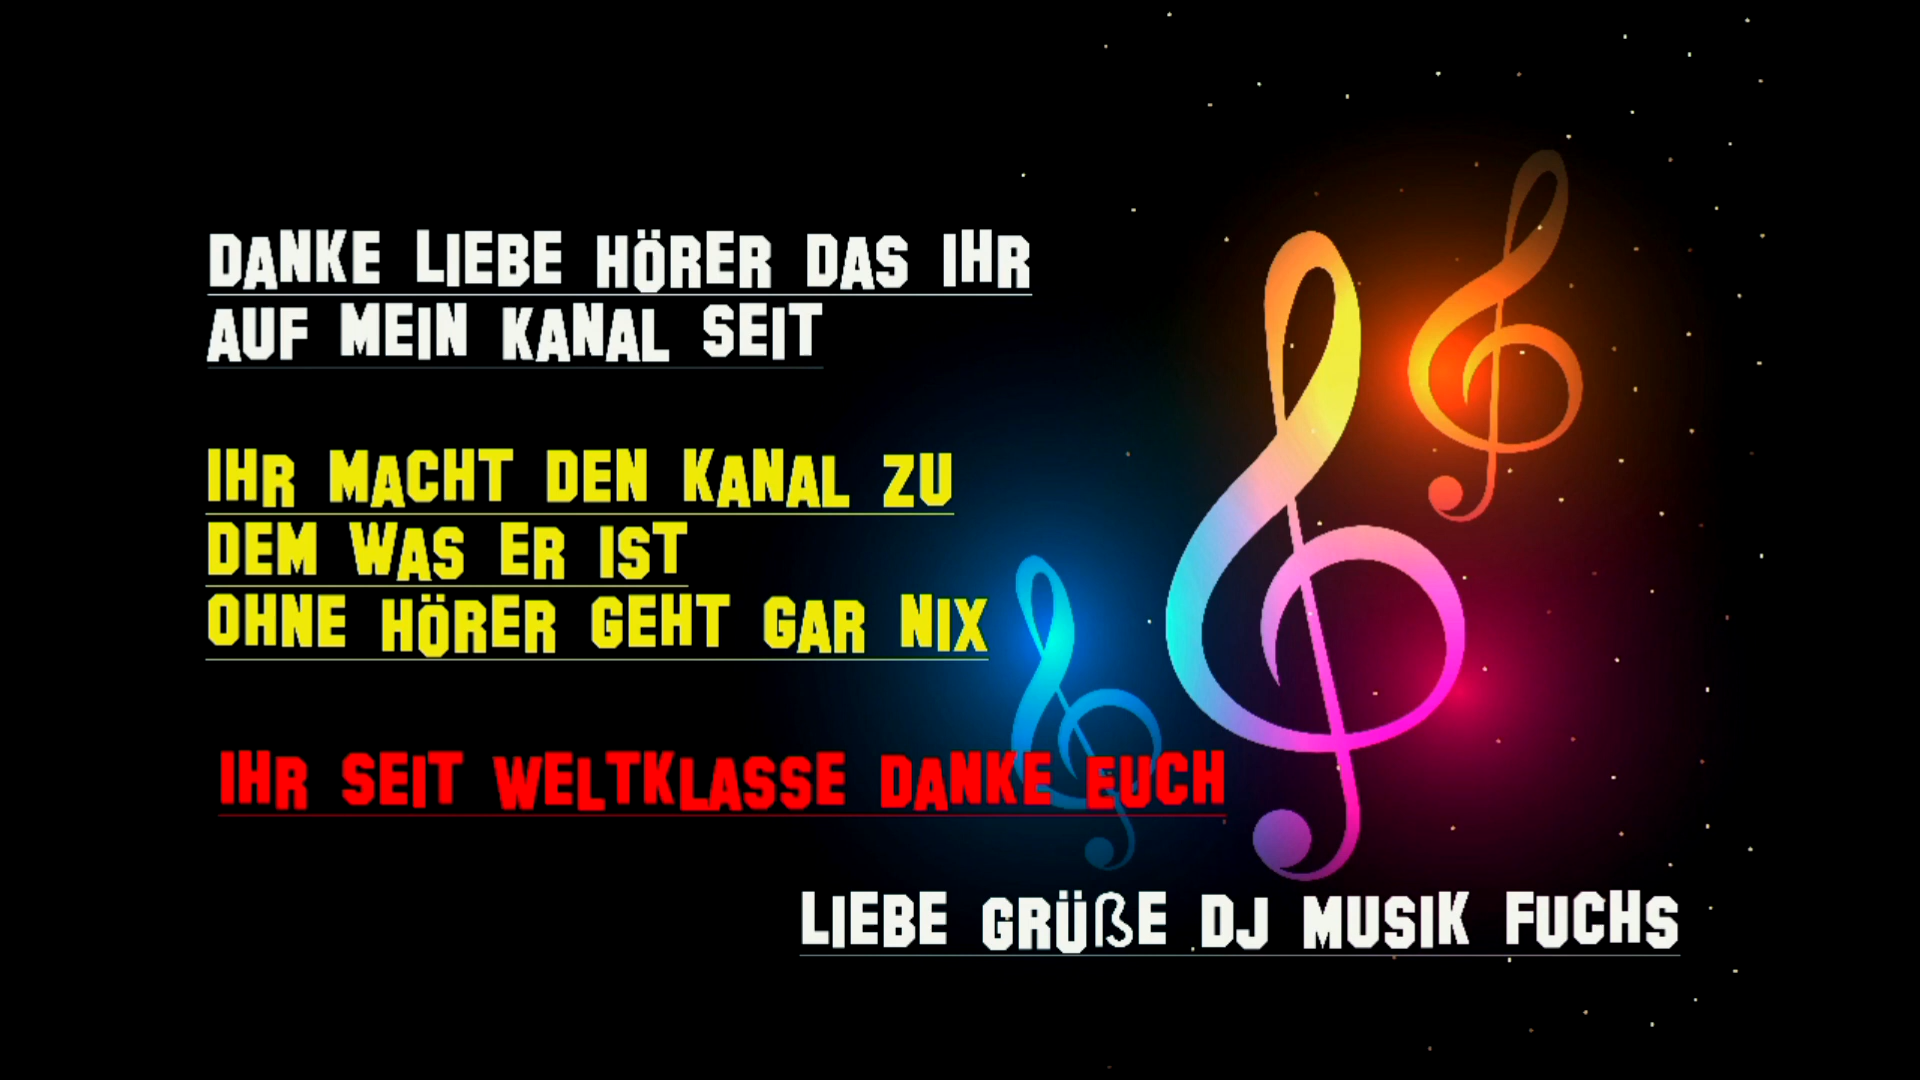 DANKE LIEBE HÖRER DAS IHR
AUF MEIN KANAL SEIT
IHR MACHT DEN KANAL ZU
DEM WAS ER IST
OHNE HÖRER GEHT GAR NIX
IHR SEIT WELTKLASSE DANKE EUCH
LIEBE GRÜßE DJ MUSIK FUCHS